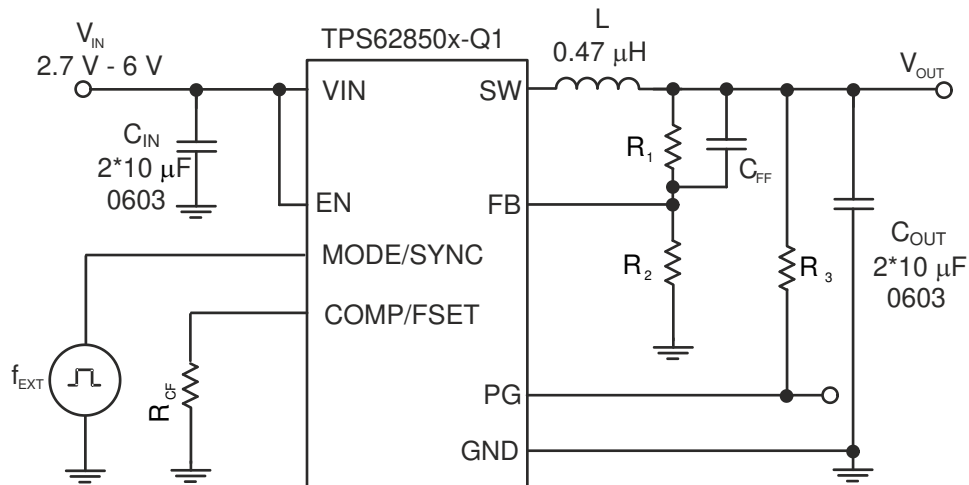 V_IN
2.7 V - 6 V
C_IN
2*10 μF
0603
TPS62850x-Q1
VIN
EN
MODE/SYNC
COMP/FSET
SW
FB
PG
GND
L
0.47 μH
V_OUT
R_1
C_FF
R_2
R_3
C_OUT
2*10 μF
0603
f_EXT
R_CF